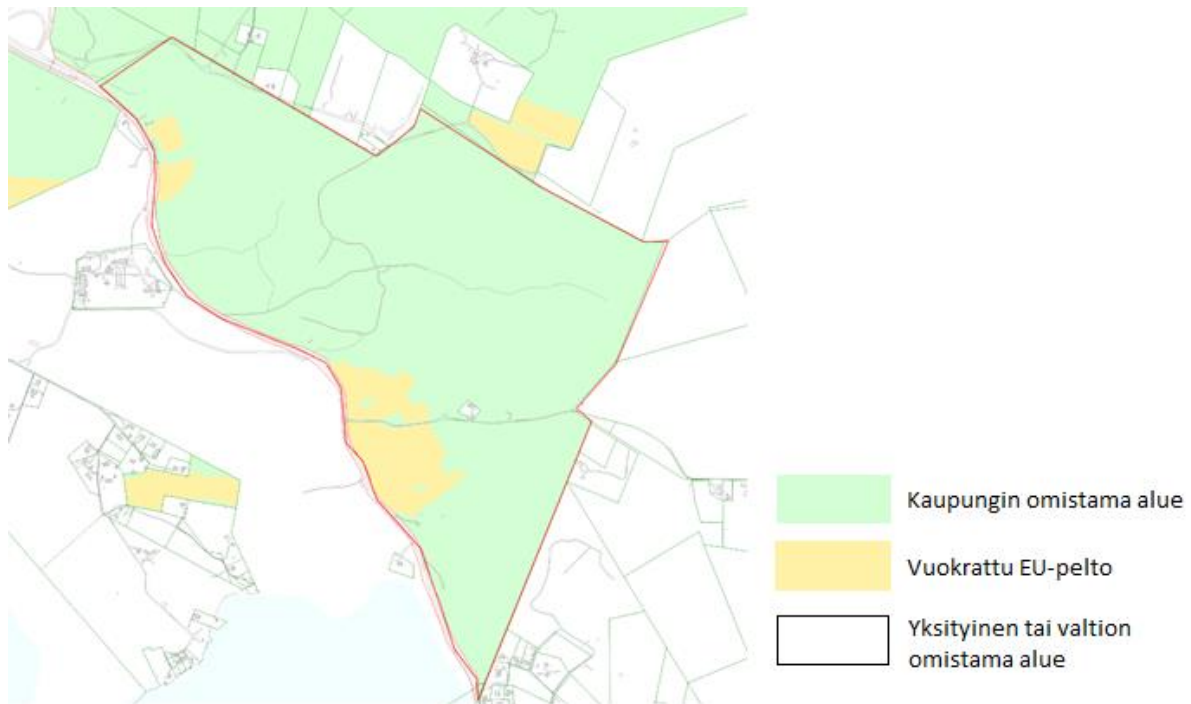 Kaupungin omistama alue
Vuokrattu EU-pelto
Yksityinen tai valtion
omistama alue